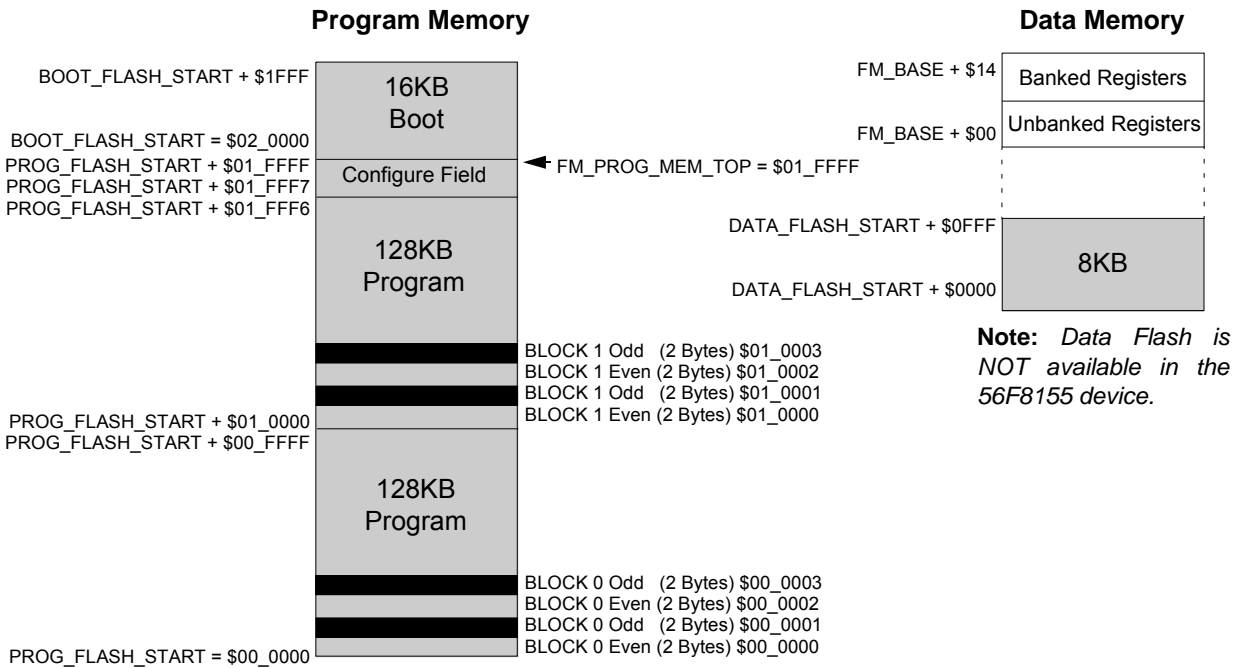 Program Memory
BOOT_FLASH_START + $1FFF
16KB
Boot
BOOT_FLASH_START = $02_0000
PROG_FLASH_START + $01_FFFF
FM_PROG_MEM_TOP = $01_FFFF
Configure Field
PROG_FLASH_START + $01_FFF7
PROG_FLASH_START + $01_FFF6
128KB
Program
BLOCK 1 Odd (2 Bytes) $01_0003
BLOCK 1 Even (2 Bytes) $01_0002
BLOCK 1 Odd (2 Bytes) $01_0001
BLOCK 1 Even (2 Bytes) $01_0000
PROG_FLASH_START + $01_0000
PROG_FLASH_START + $00_FFFF
128KB
Program
BLOCK 0 Odd (2 Bytes) $00_0003
BLOCK 0 Even (2 Bytes) $00_0002
BLOCK 0 Odd (2 Bytes) $00_0001
BLOCK 0 Even (2 Bytes) $00_0000
PROG_FLASH_START = $00_0000
Data Memory
FM_BASE + $14
Banked Registers
FM_BASE + $00
Unbanked Registers
DATA_FLASH_START + $0FFF
8KB
DATA_FLASH_START + $0000
Note: Data Flash is
NOT available in the
56F8155 device.